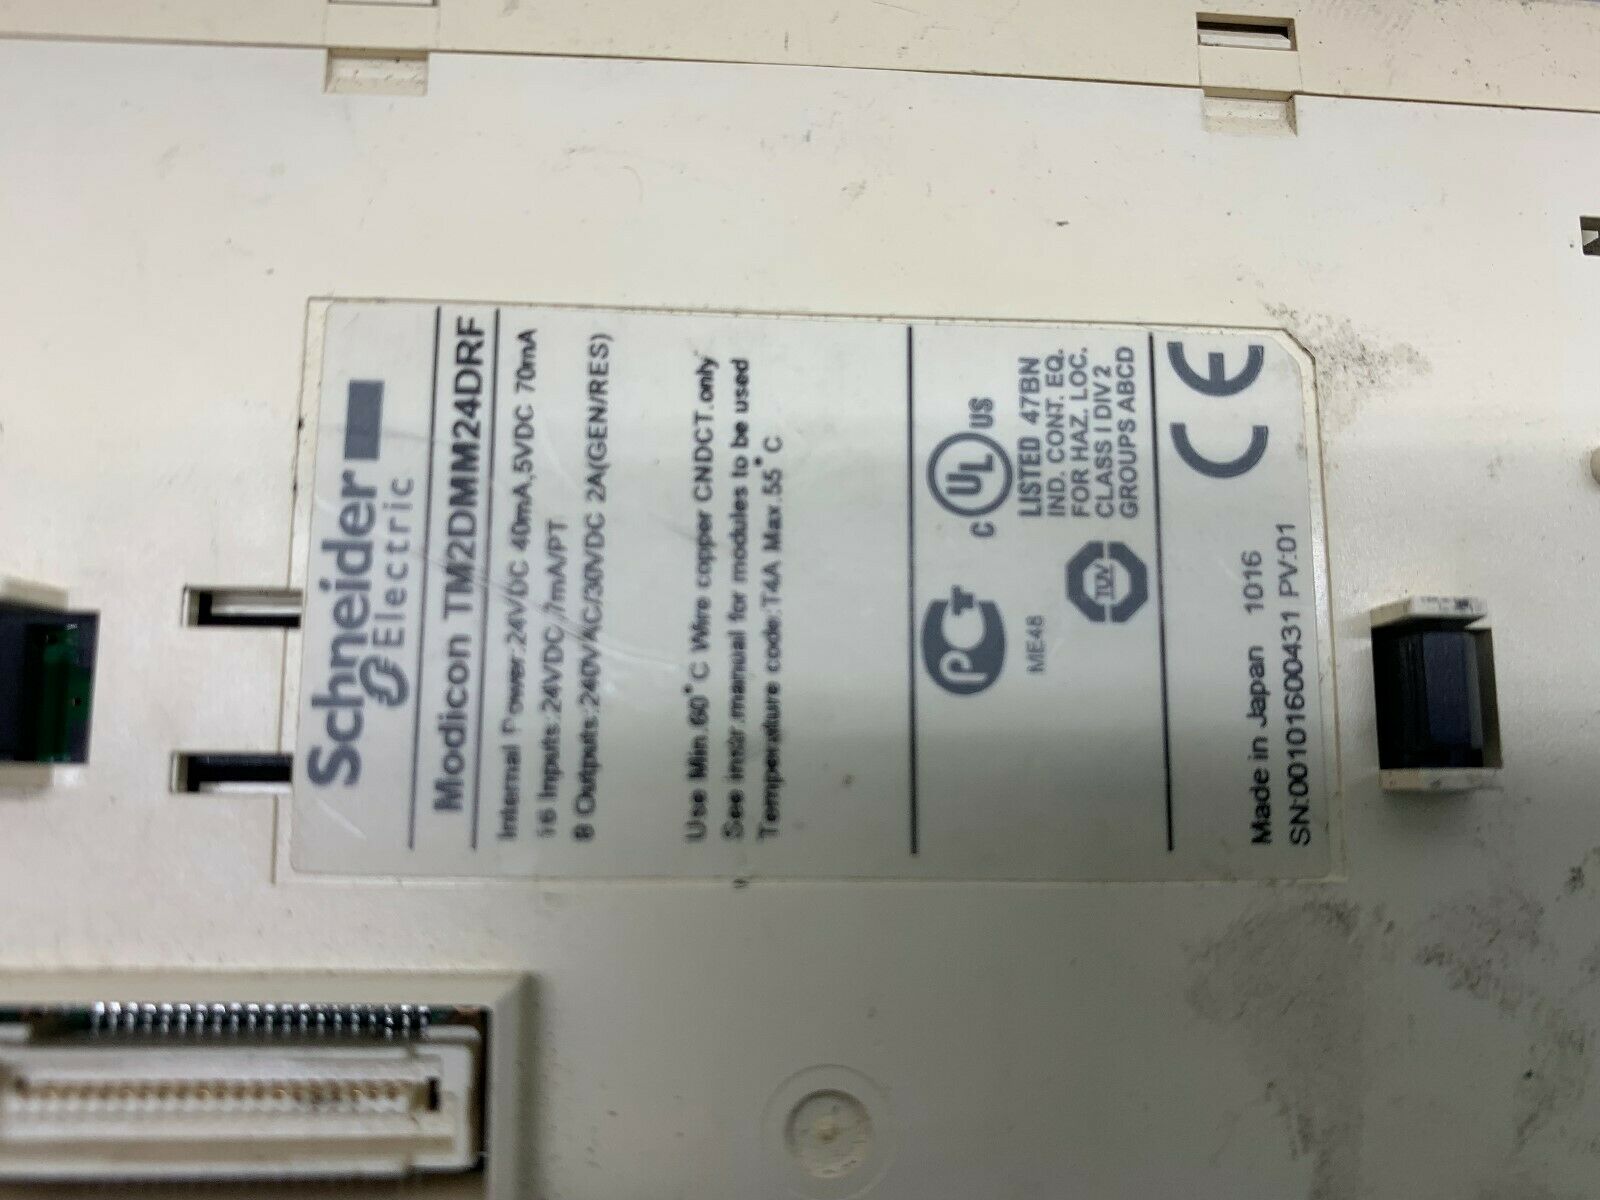 Schneider
Electric
Modicon TM2DMM24DRF
Internal Power:24VDC 40mA,5VDC 70mA
16 Inputs:24VDC/7mA/PT
8 Outputs:240VAC/30VDC 2A(GEN/RES)
Use Min.60°C Wire copper CNDCT.only
See instr.manual for modules to be used
Temperature code:T4A Max.55°C
PCT
ME48
C UL US
LISTED 47BN
IND. CONT. EQ.
FOR HAZ. LOC.
CLASS I DIV 2
GROUPS ABCD
TÜV
CE
Made in Japan 1016
SN:00101600431 PV:01